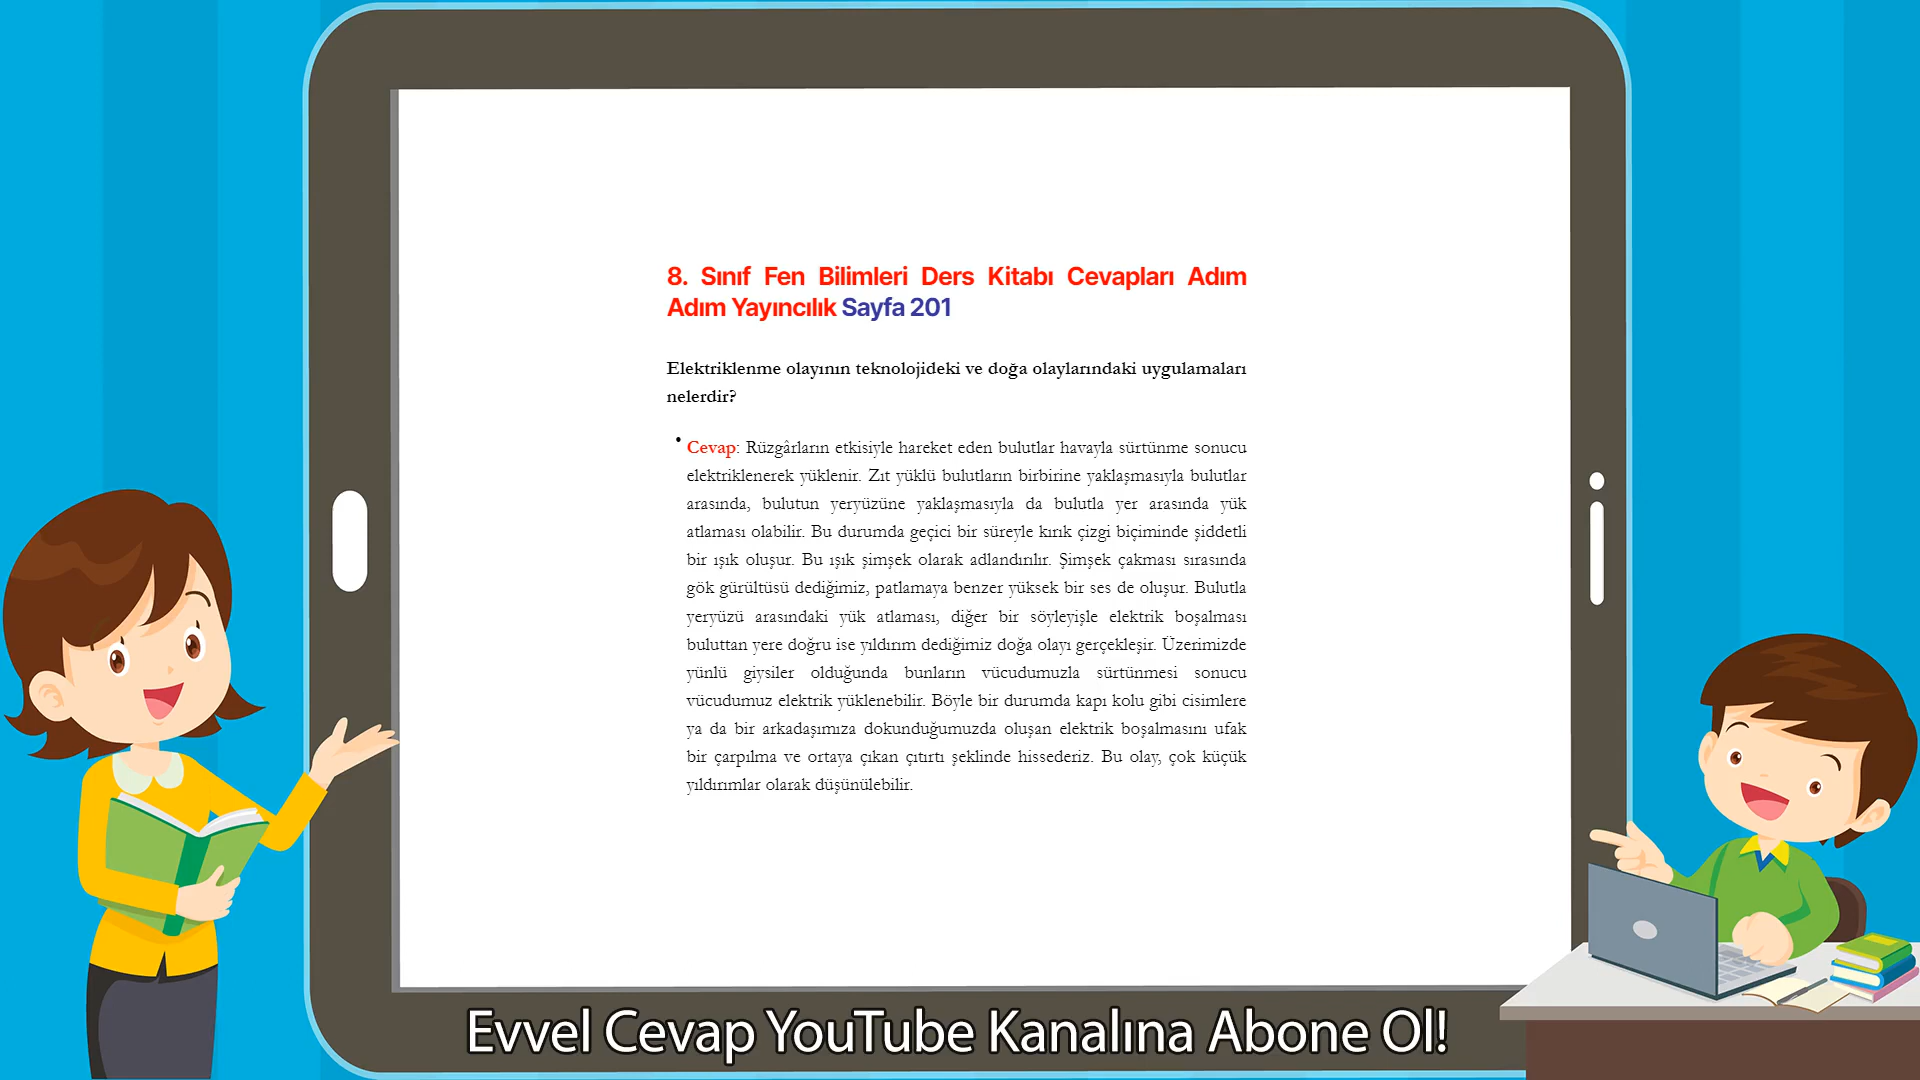 8. Sınıf Fen Bilimleri Ders Kitabı Cevapları Adım
Adım Yayıncılık Sayfa 201
Elektriklenme olayının teknolojideki ve doğa olaylarındaki uygulamaları
nelerdir?
• Cevap: Rüzgârların etkisiyle hareket eden bulutlar havayla sürtünme sonucu
elektriklenerek yüklenir. Zıt yüklü bulutların birbirine yaklaşmasıyla bulutlar
arasında, bulutun yeryüzüne yaklaşmasıyla da bulutla yer arasında yük
atlaması olabilir. Bu durumda geçici bir süreyle kırık çizgi biçiminde şiddetli
bir ışık oluşur. Bu ışık şimşek olarak adlandırılır. Şimşek çakması sırasında
gök gürültüsü dediğimiz, patlamaya benzer yüksek bir ses de oluşur. Bulutla
yeryüzü arasındaki yük atlaması, diğer bir söyleyişle elektrik boşalması
buluttan yere doğru ise yıldırım dediğimiz doğa olayı gerçekleşir. Üzerimizde
yünlü giysiler olduğunda bunların vücudumuzla sürtünmesi sonucu
vücudumuz elektrik yüklenebilir. Böyle bir durumda kapı kolu gibi cisimlere
ya da bir arkadaşımıza dokunduğumuzda oluşan elektrik boşalmasını ufak
bir çarpılma ve ortaya çıkan çıtırtı şeklinde hissederiz. Bu olay, çok küçük
yıldırımlar olarak düşünülebilir.
Evvel Cevap YouTube Kanalına Abone Ol!